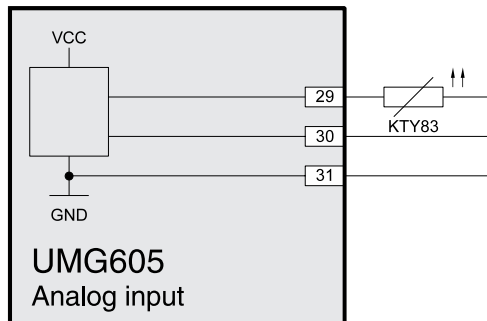 VCC
29
30
KTY83
31
GND
UMG605
Analog input